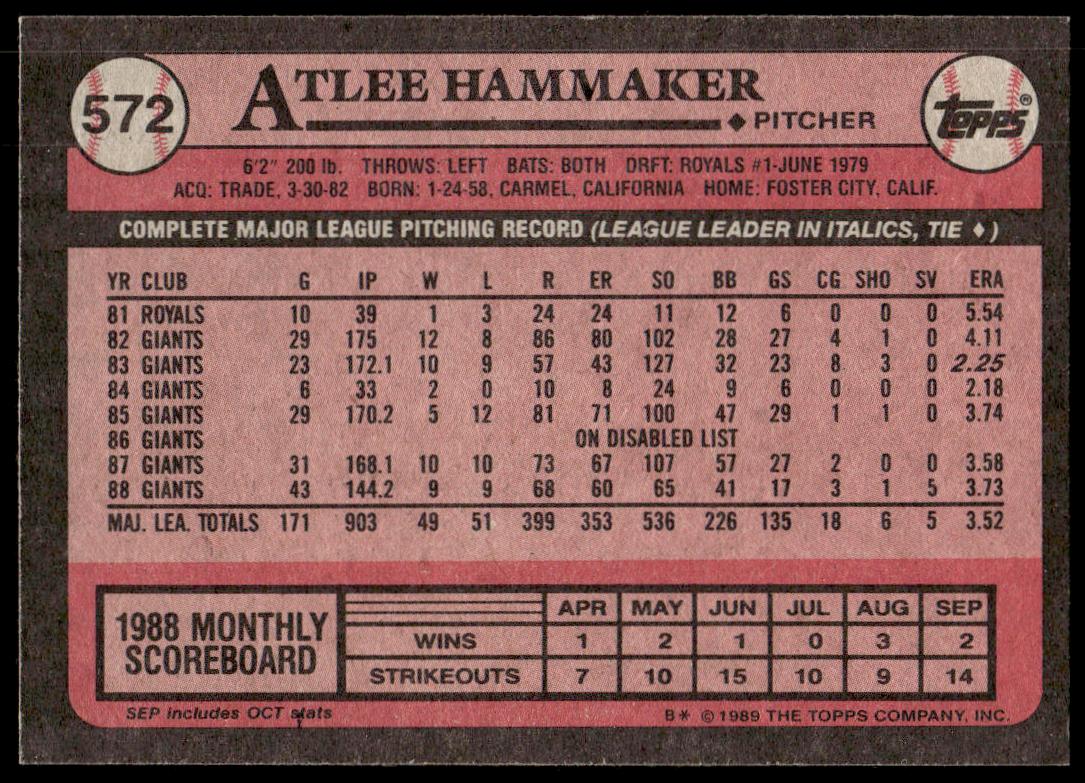 572
ATLEE HAMMAKER
◆ PITCHER
Topps®
6'2" 200 lb. THROWS: LEFT BATS: BOTH DRFT: ROYALS #1-JUNE 1979
ACQ: TRADE, 3-30-82 BORN: 1-24-58, CARMEL, CALIFORNIA HOME: FOSTER CITY, CALIF.
COMPLETE MAJOR LEAGUE PITCHING RECORD (LEAGUE LEADER IN ITALICS, TIE ♦)
YR CLUB G IP W L R ER SO BB GS CG SHO SV ERA
81 ROYALS 10 39 1 3 24 24 11 12 6 0 0 0 5.54
82 GIANTS 29 175 12 8 86 80 102 28 27 4 1 0 4.11
83 GIANTS 23 172.1 10 9 57 43 127 32 23 8 3 0 2.25
84 GIANTS 6 33 2 0 10 8 24 9 6 0 0 0 2.18
85 GIANTS 29 170.2 5 12 81 71 100 47 29 1 1 0 3.74
86 GIANTS ON DISABLED LIST
87 GIANTS 31 168.1 10 10 73 67 107 57 27 2 0 0 3.58
88 GIANTS 43 144.2 9 9 68 60 65 41 17 3 1 5 3.73
MAJ. LEA. TOTALS 171 903 49 51 399 353 536 226 135 18 6 5 3.52
1988 MONTHLY
SCOREBOARD
APR MAY JUN JUL AUG SEP
WINS 1 2 1 0 3 2
STRIKEOUTS 7 10 15 10 9 14
SEP includes OCT stats
B* © 1989 THE TOPPS COMPANY, INC.